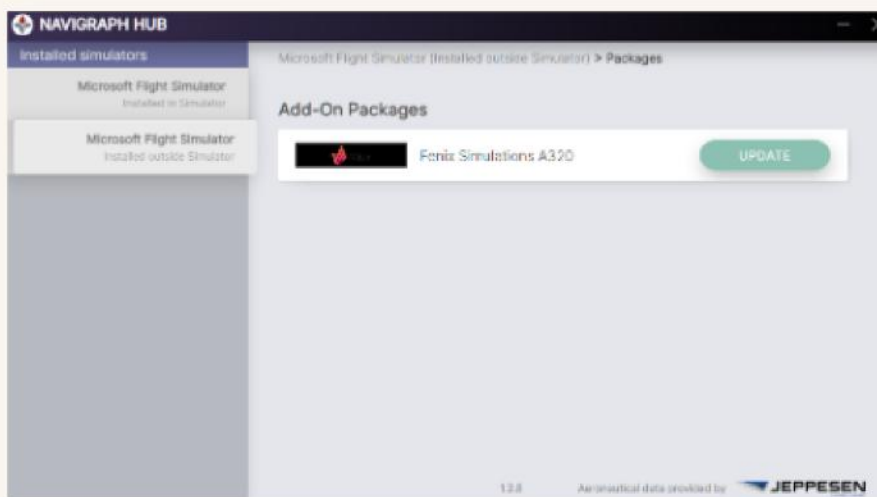 NAVIGRAPH HUB
Installed simulators
Microsoft Flight Simulator
Installed in Simulator
Microsoft Flight Simulator
Installed outside Simulator
Microsoft Flight Simulator (Installed outside Simulator) > Packages
Add-On Packages
Fenix Simulations A320
UPDATE
Aeronautical data provided by
JEPPESEN